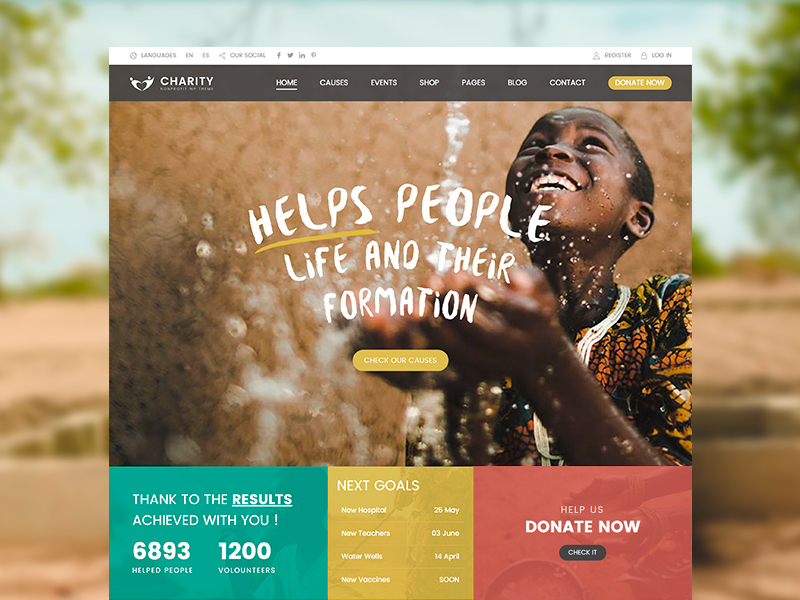 LANGUAGES EN ES OUR SOCIAL REGISTER LOG IN
CHARITY
NONPROFIT WP THEME
HOME CAUSES EVENTS SHOP PAGES BLOG CONTACT DONATE NOW
HELPS PEOPLE
LiFE AND THEiR
FORMATiON
CHECK OUR CAUSES
THANK TO THE RESULTS
ACHIEVED WITH YOU !
6893 1200
HELPED PEOPLE VOLOUNTEERS
NEXT GOALS
New Hospital 25 May
New Teachers 03 June
Water Wells 14 April
New Vaccines SOON
HELP US
DONATE NOW
CHECK IT